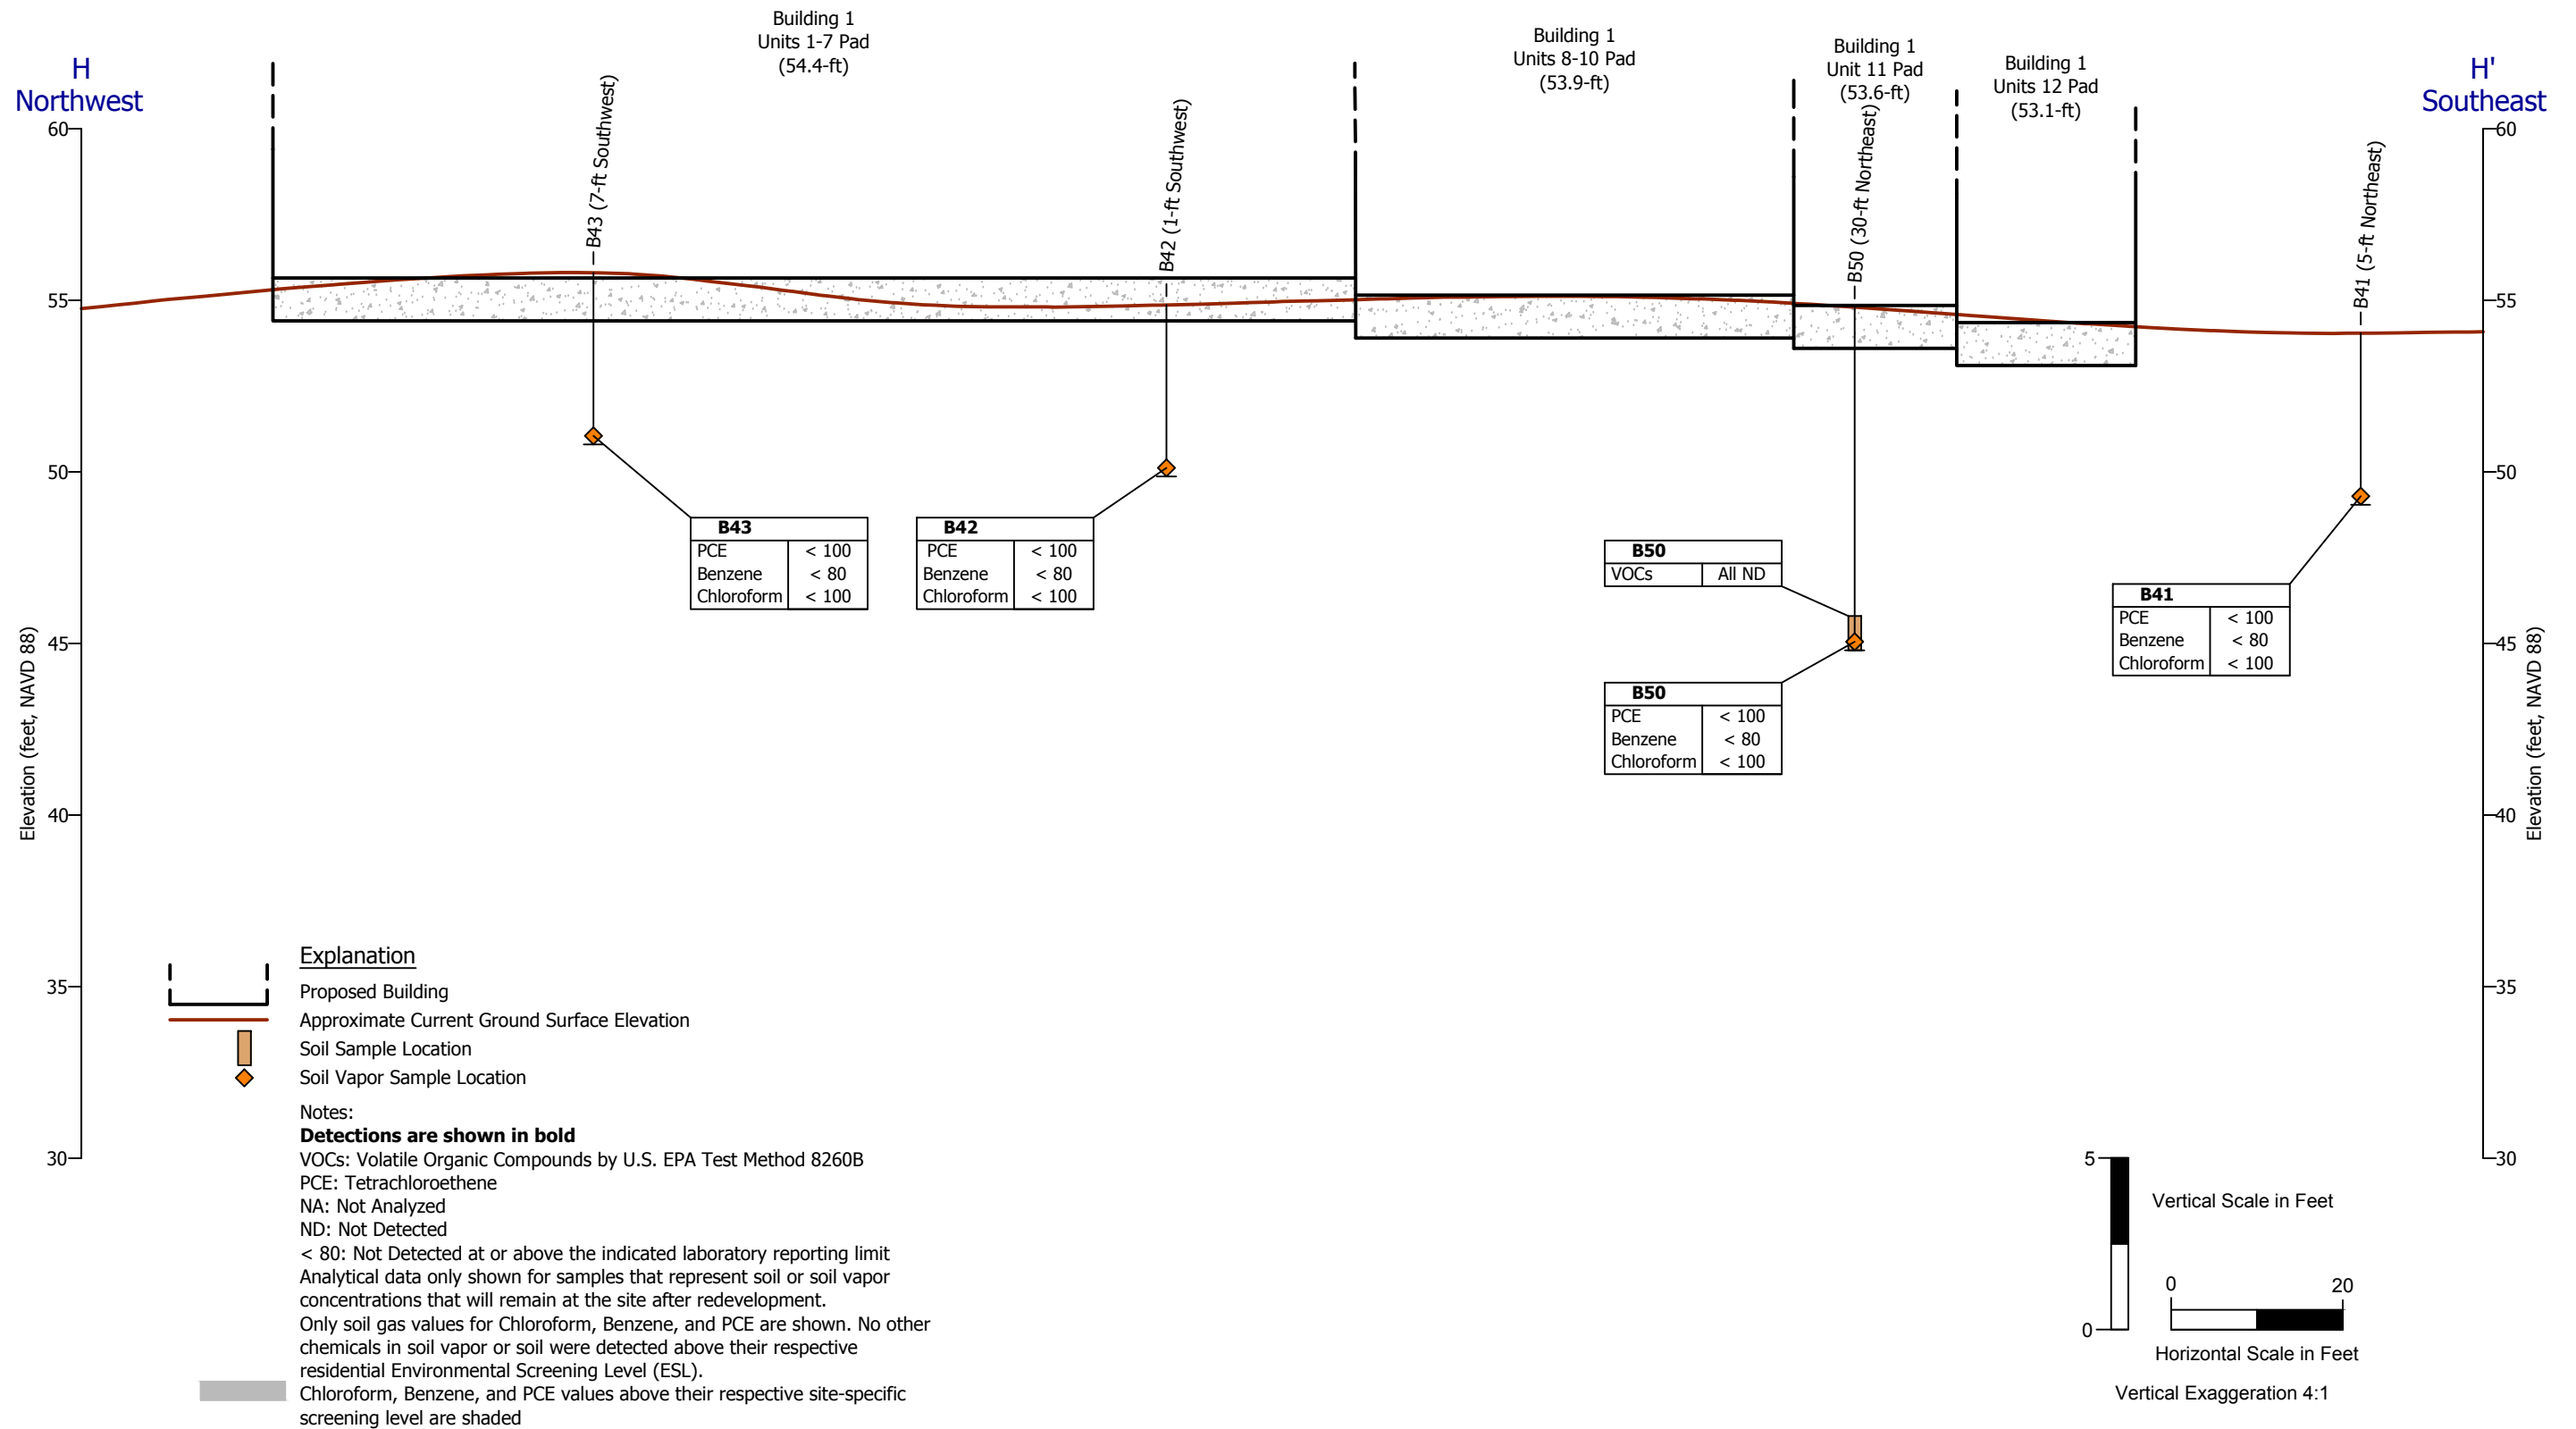 Building 1
Units 1-7 Pad
(54.4-ft)
Building 1
Units 8-10 Pad
(53.9-ft)
Building 1
Unit 11 Pad
(53.6-ft)
Building 1
Units 12 Pad
(53.1-ft)
H
Northwest
H'
Southeast
B43 (7-ft Southwest)
B42 (1-ft Southwest)
B50 (30-ft Northeast)
B41 (5-ft Northeast)
60
55
50
45
40
35
30
Elevation (feet, NAVD 88)
60
55
50
45
40
35
30
Elevation (feet, NAVD 88)
B43
PCE < 100
Benzene < 80
Chloroform < 100
B42
PCE < 100
Benzene < 80
Chloroform < 100
B50
VOCs All ND
B50
PCE < 100
Benzene < 80
Chloroform < 100
B41
PCE < 100
Benzene < 80
Chloroform < 100
Explanation
Proposed Building
Approximate Current Ground Surface Elevation
Soil Sample Location
Soil Vapor Sample Location
Notes:
Detections are shown in bold
VOCs: Volatile Organic Compounds by U.S. EPA Test Method 8260B
PCE: Tetrachloroethene
NA: Not Analyzed
ND: Not Detected
< 80: Not Detected at or above the indicated laboratory reporting limit
Analytical data only shown for samples that represent soil or soil vapor
concentrations that will remain at the site after redevelopment.
Only soil gas values for Chloroform, Benzene, and PCE are shown. No other
chemicals in soil vapor or soil were detected above their respective
residential Environmental Screening Level (ESL).
Chloroform, Benzene, and PCE values above their respective site-specific
screening level are shaded
5
0
Vertical Scale in Feet
0 20
Horizontal Scale in Feet
Vertical Exaggeration 4:1